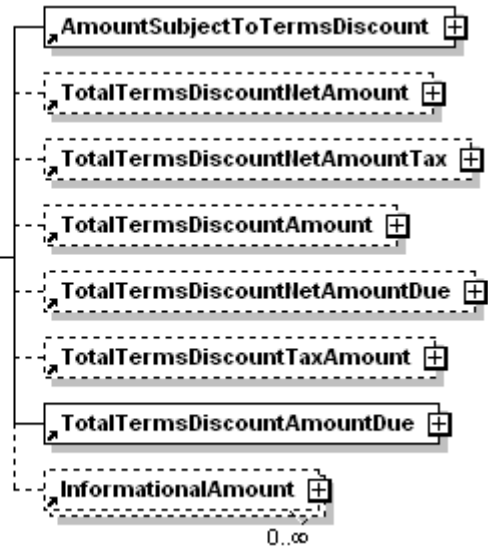 AmountSubjectToTermsDiscount
TotalTermsDiscountNetAmount
TotalTermsDiscountNetAmountTax
TotalTermsDiscountAmount
TotalTermsDiscountNetAmountDue
TotalTermsDiscountTaxAmount
TotalTermsDiscountAmountDue
InformationalAmount
0..∞